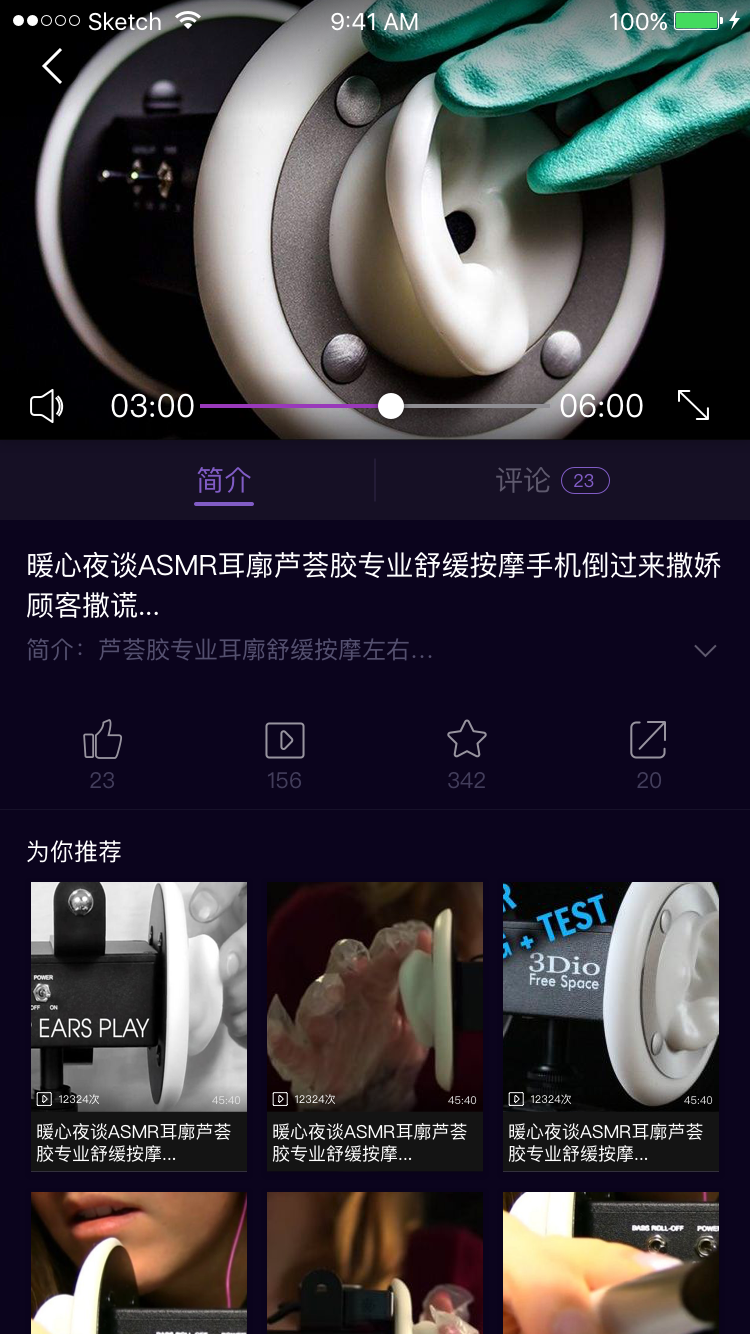 Sketch 9:41 AM 100%
03:00 06:00
简介 评论 23
暖心夜谈ASMR耳廓芦荟胶专业舒缓按摩手机倒过来撒娇
顾客撒谎...
简介：芦荟胶专业耳廓舒缓按摩左右...
23 156 342 20
为你推荐
POWER
OFF ON
EARS PLAY
12324次 45:40
暖心夜谈ASMR耳廓芦荟
胶专业舒缓按摩...
12324次 45:40
暖心夜谈ASMR耳廓芦荟
胶专业舒缓按摩...
R
G + TEST
3Dio
Free Space
12324次 45:40
暖心夜谈ASMR耳廓芦荟
胶专业舒缓按摩...
BASS ROLL-OFF POWE